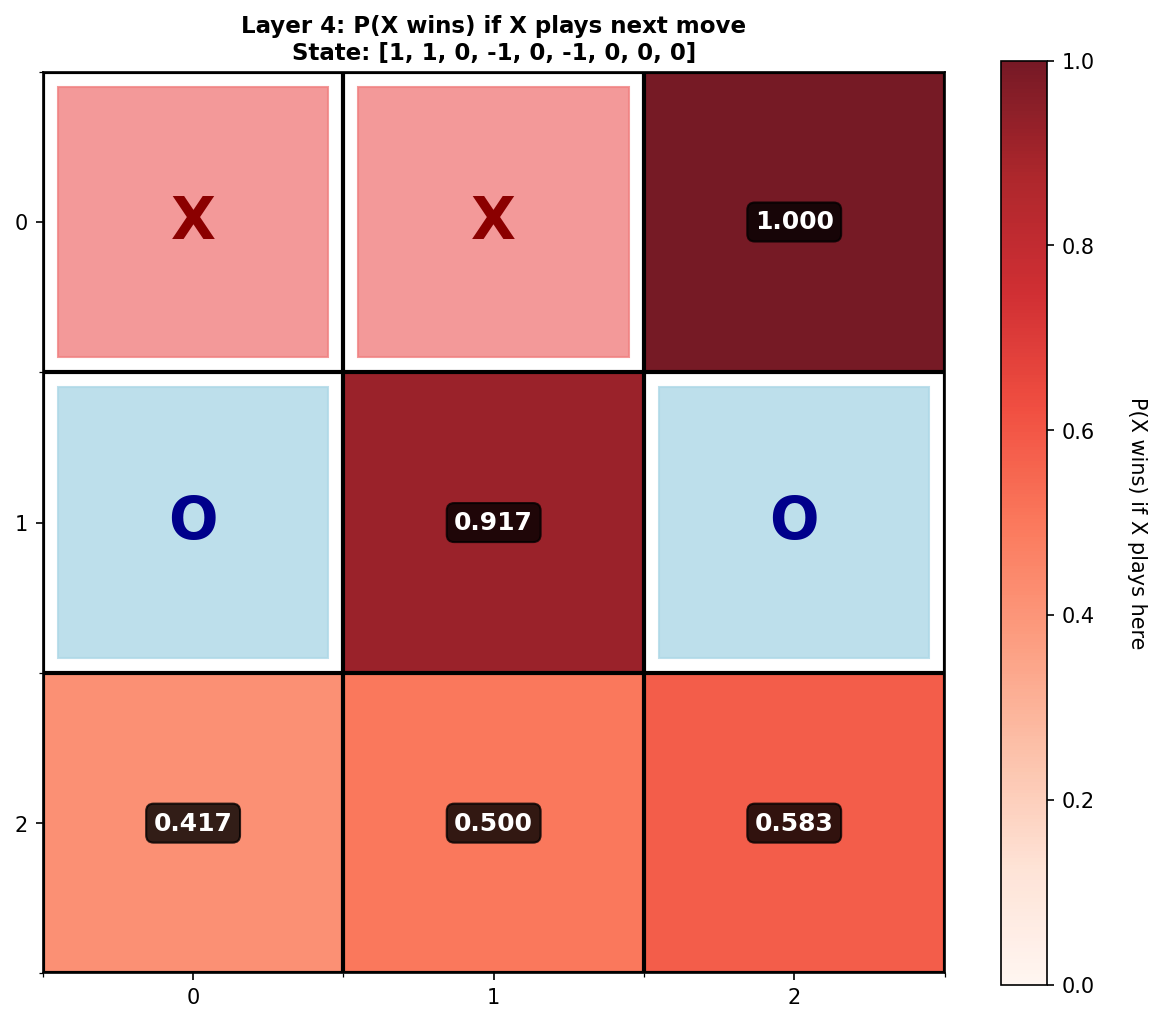 Layer 4: P(X wins) if X plays next move
State: [1, 1, 0, -1, 0, -1, 0, 0, 0]
X
X
1.000
O
0.917
O
0.417
0.500
0.583
0
1
2
0
1
2
1.0
0.8
0.6
0.4
0.2
0.0
P(X wins) if X plays here